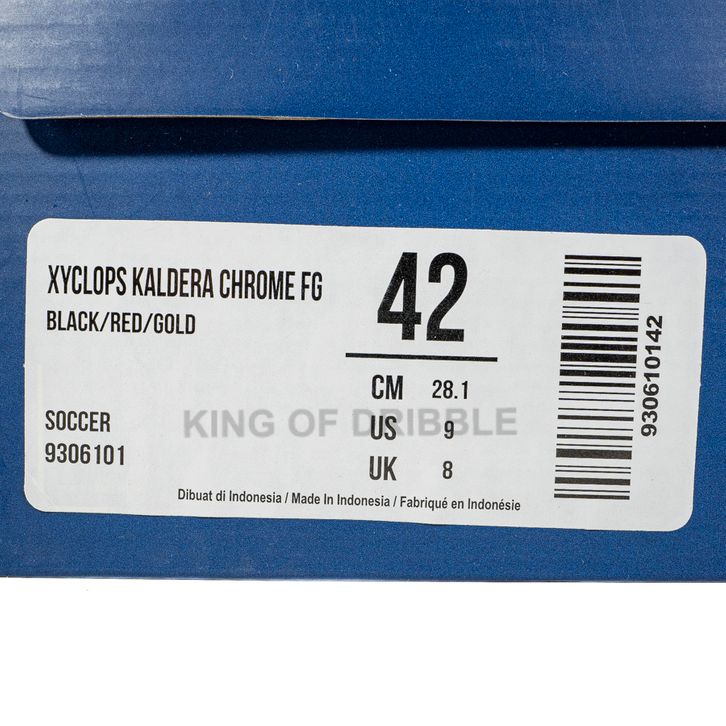 XYCLOPS KALDERA CHROME FG
BLACK/RED/GOLD
42
CM 28.1
US 9
UK 8
SOCCER
9306101
KING OF DRIBBLE
Dibuat di Indonesia / Made In Indonesia / Fabriqué en Indonésie
930610142